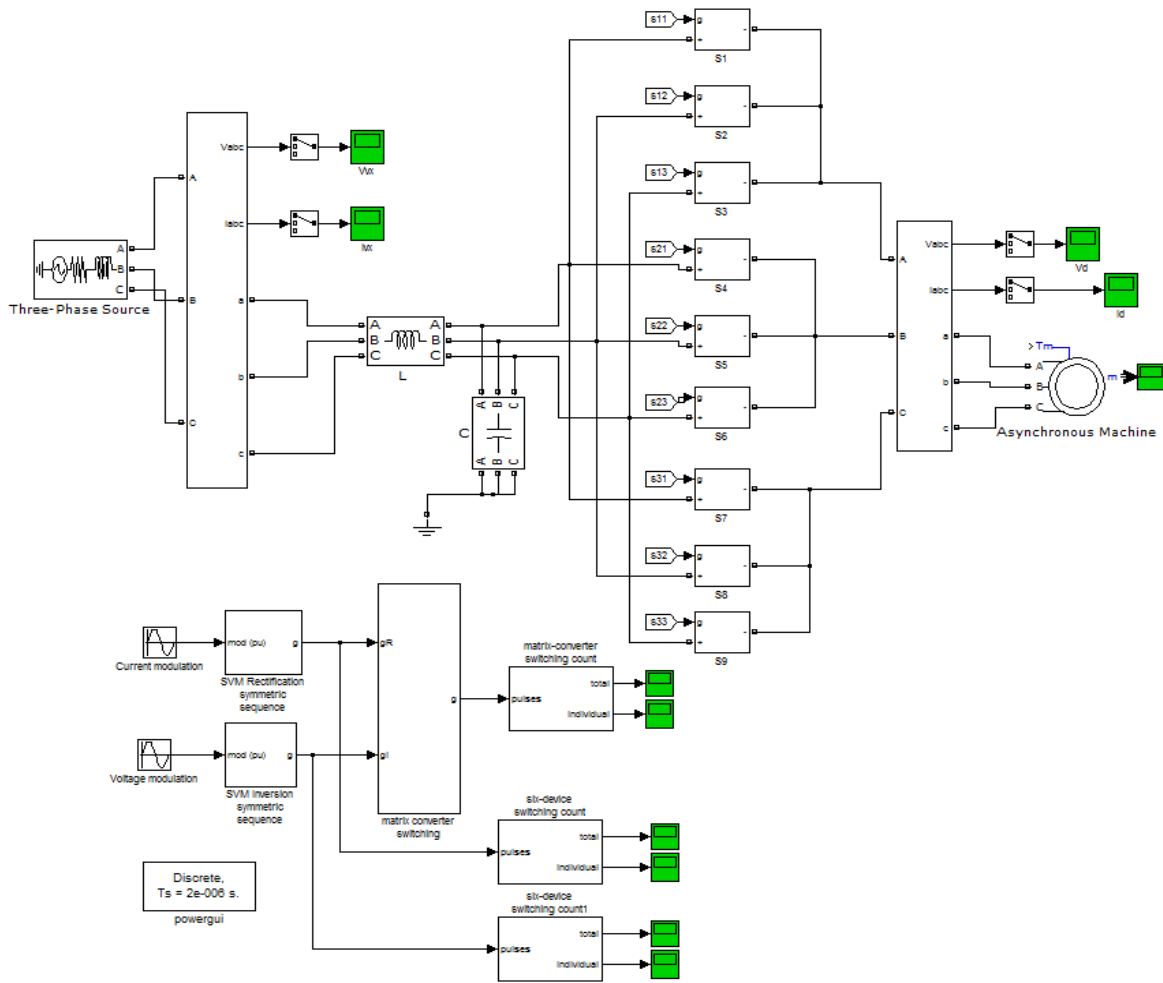 s11
g
+
-
S1
s12
g
+
-
S2
s13
g
+
-
S3
s21
g
+
-
S4
s22
g
+
-
S5
s23
g
+
-
S6
s31
g
+
-
S7
s32
g
+
-
S8
s33
g
+
-
S9
A
B
C
Three-Phase Source
A
B
C
Vabc
Iabc
a
b
c
Vvx
Ivx
A
B
C
A
B
C
L
A B C
C
A B C
A
B
C
Vabc
Iabc
a
b
c
Vd
Id
Tm
A
B
C
m
Asynchronous Machine
Current modulation
mod (pu)
g
SVM Rectification
symmetric
sequence
Voltage modulation
mod (pu)
g
SVM Inversion
symmetric
sequence
gR
gI
g
matrix converter
switching
matrix-converter
switching count
pulses
total
individual
six-device
switching count
pulses
total
individual
six-device
switching count1
pulses
total
individual
Discrete,
Ts = 2e-006 s.
powergui